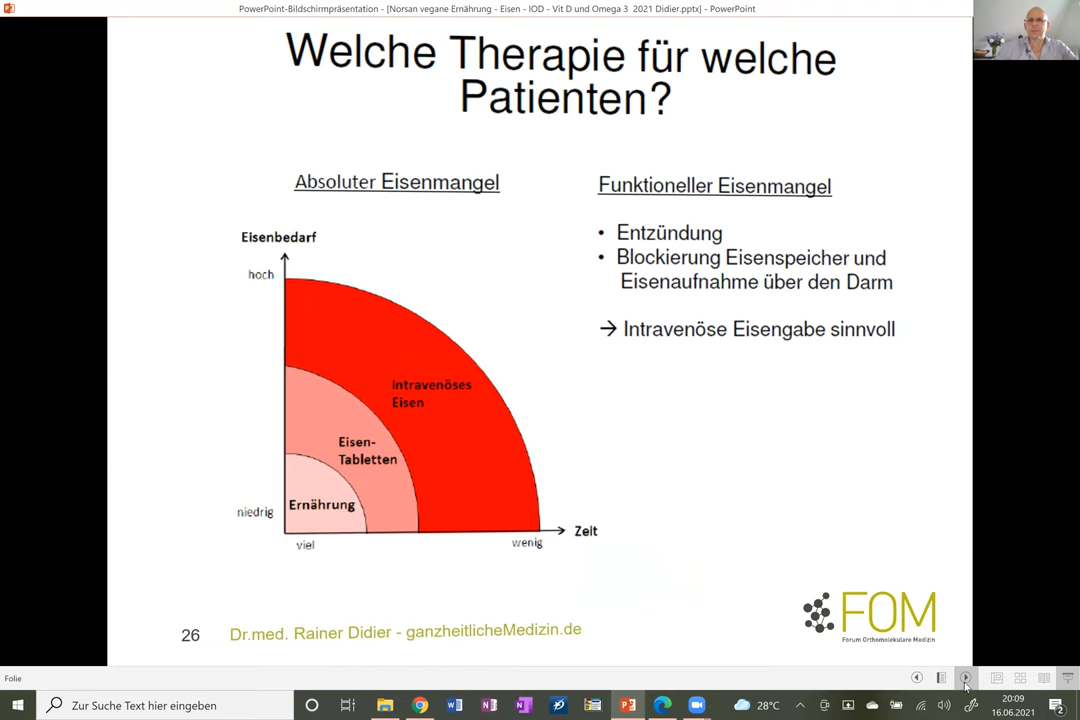 PowerPoint-Bildschirmpräsentation - [Norsan vegane Ernährung - Eisen - IOD - Vit D und Omega 3 2021 Didier.pptx] - PowerPoint
Welche Therapie für welche
Patienten?
Absoluter Eisenmangel
Eisenbedarf
hoch
Intravenöses
Eisen
Eisen-
Tabletten
Ernährung
niedrig
viel
wenig
Zeit
Funktioneller Eisenmangel
• Entzündung
• Blockierung Eisenspeicher und
Eisenaufnahme über den Darm
→ Intravenöse Eisengabe sinnvoll
26
Dr.med. Rainer Didier - ganzheitlicheMedizin.de
FOM
Forum Orthomolekulare Medizin
Folie
Zur Suche Text hier eingeben
28°C
20:09
16.06.2021
2